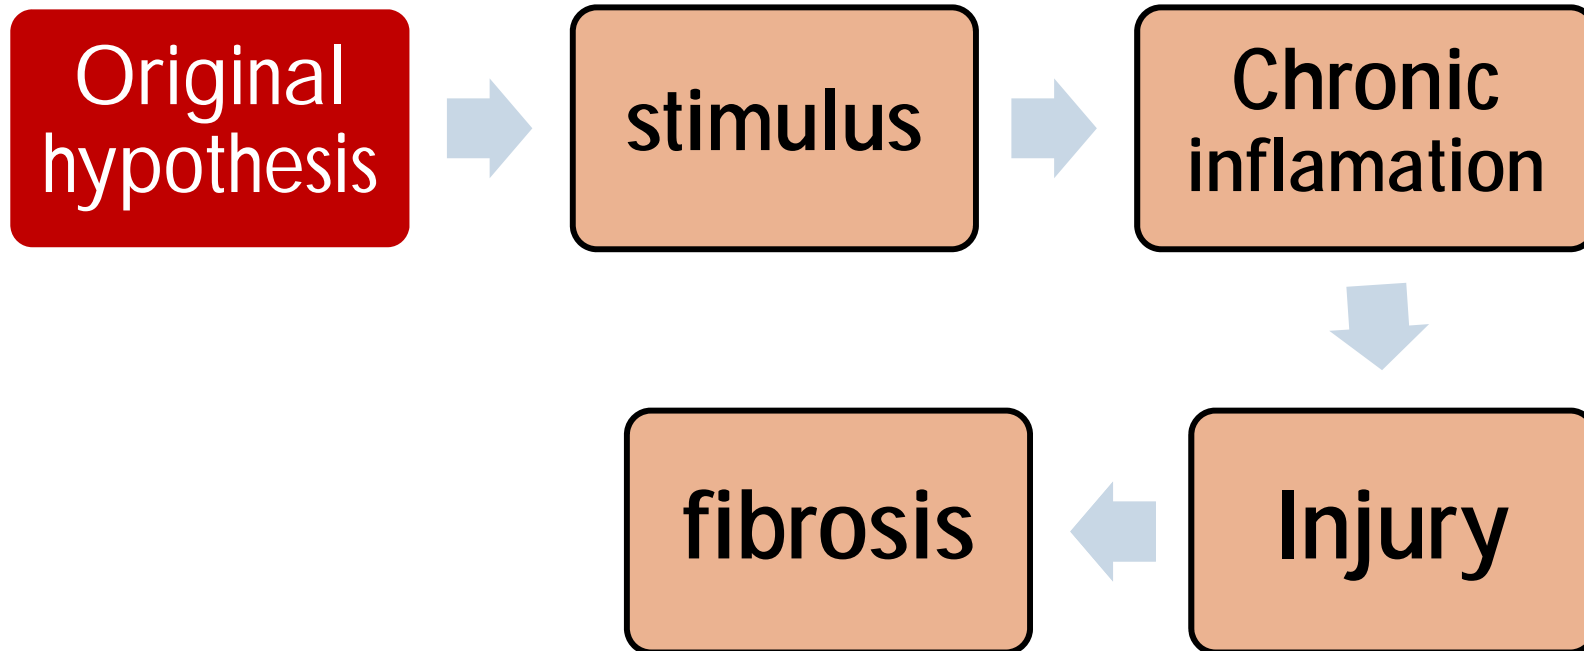 Original
hypothesis
stimulus
Chronic
inflamation
Injury
fibrosis